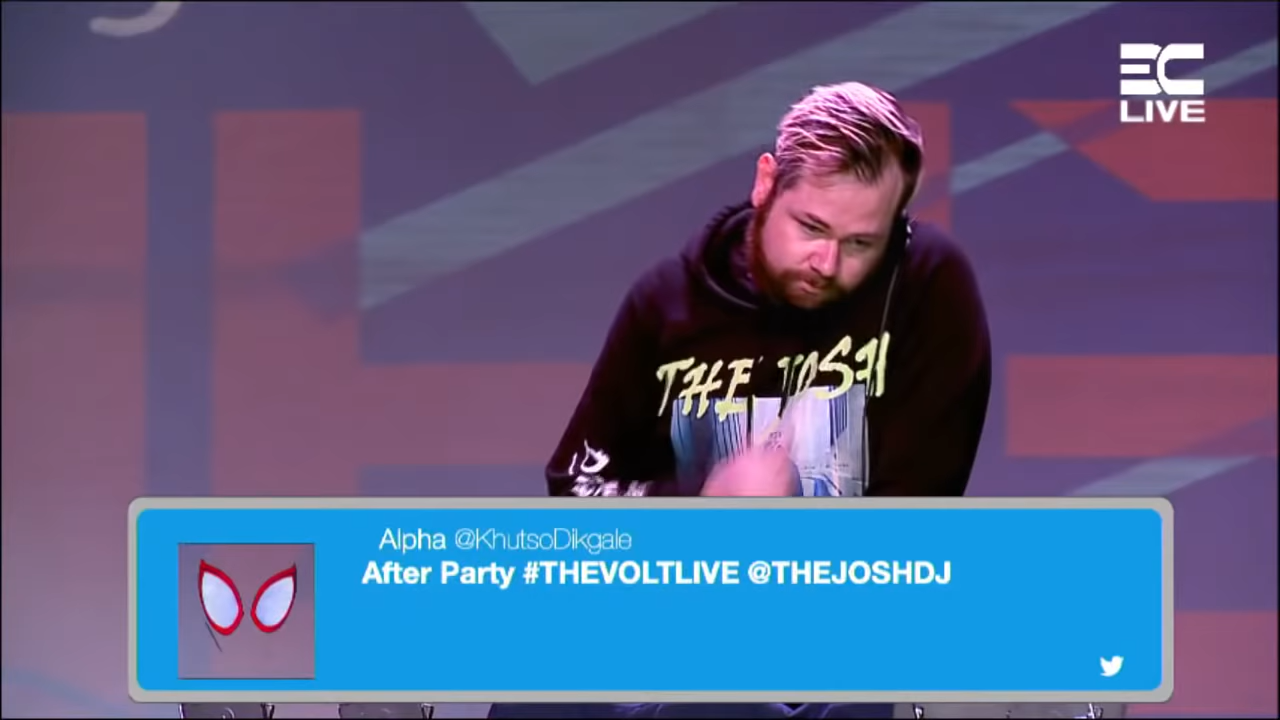 EC
LIVE
THE JOSH
Alpha @KhutsoDikgale
After Party #THEVOLTLIVE @THEJOSHDJ